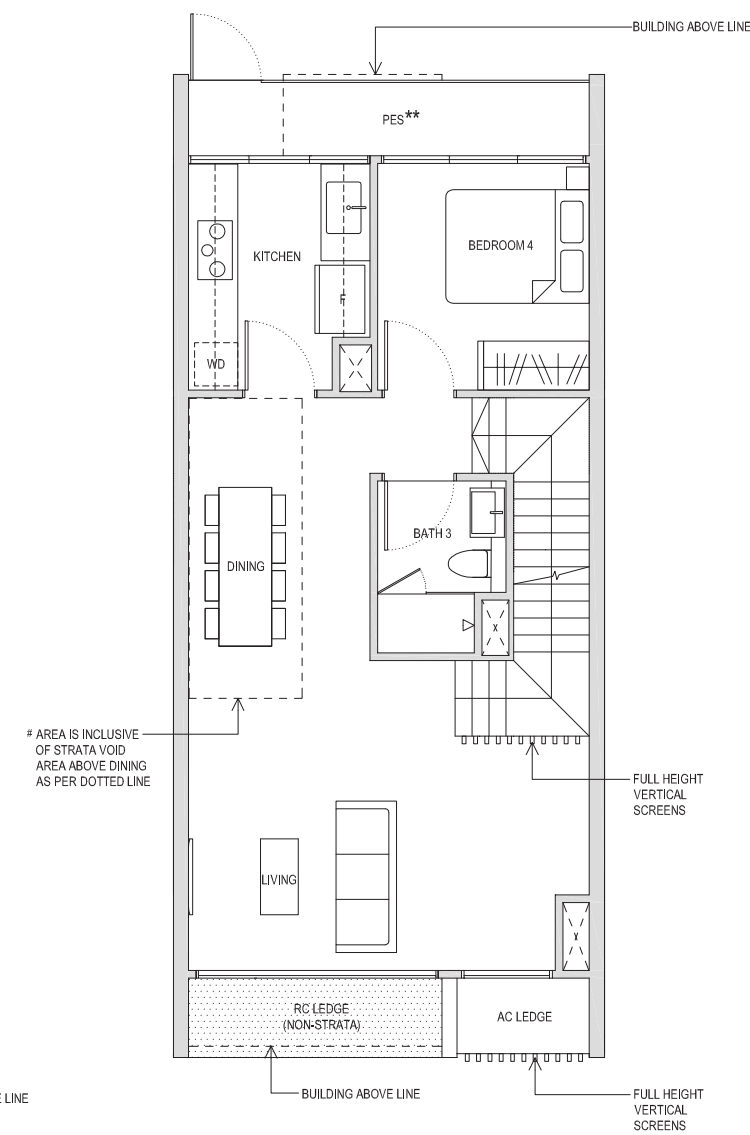 BUILDING ABOVE LINE
PES**
KITCHEN
BEDROOM 4
F
WD
BATH 3
DINING
# AREA IS INCLUSIVE
OF STRATA VOID
AREA ABOVE DINING
AS PER DOTTED LINE
FULL HEIGHT
VERTICAL
SCREENS
LIVING
RC LEDGE
(NON-STRATA)
AC LEDGE
BUILDING ABOVE LINE
E LINE
FULL HEIGHT
VERTICAL
SCREENS